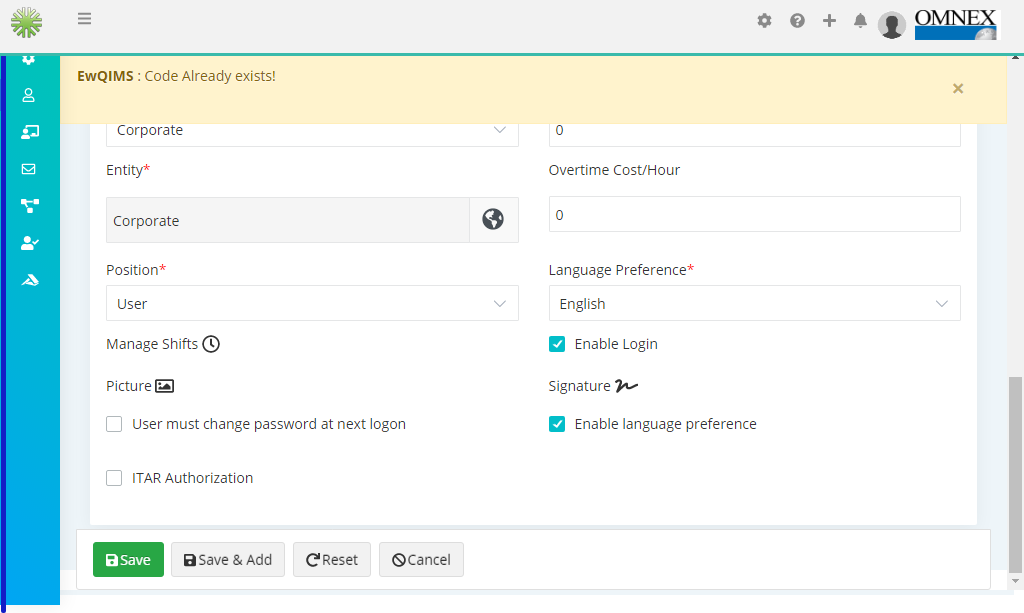 OMNEX
EwQIMS : Code Already exists!
×
Corporate
0
Entity*
Overtime Cost/Hour
Corporate
0
Position*
Language Preference*
User
English
Manage Shifts
Enable Login
Picture
Signature
User must change password at next logon
Enable language preference
ITAR Authorization
Save
Save & Add
Reset
Cancel